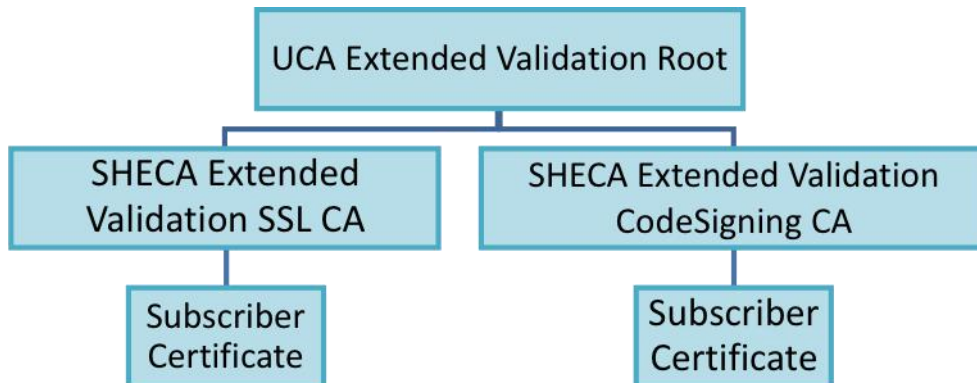 UCA Extended Validation Root
SHECA Extended
Validation SSL CA
SHECA Extended Validation
CodeSigning CA
Subscriber
Certificate
Subscriber
Certificate